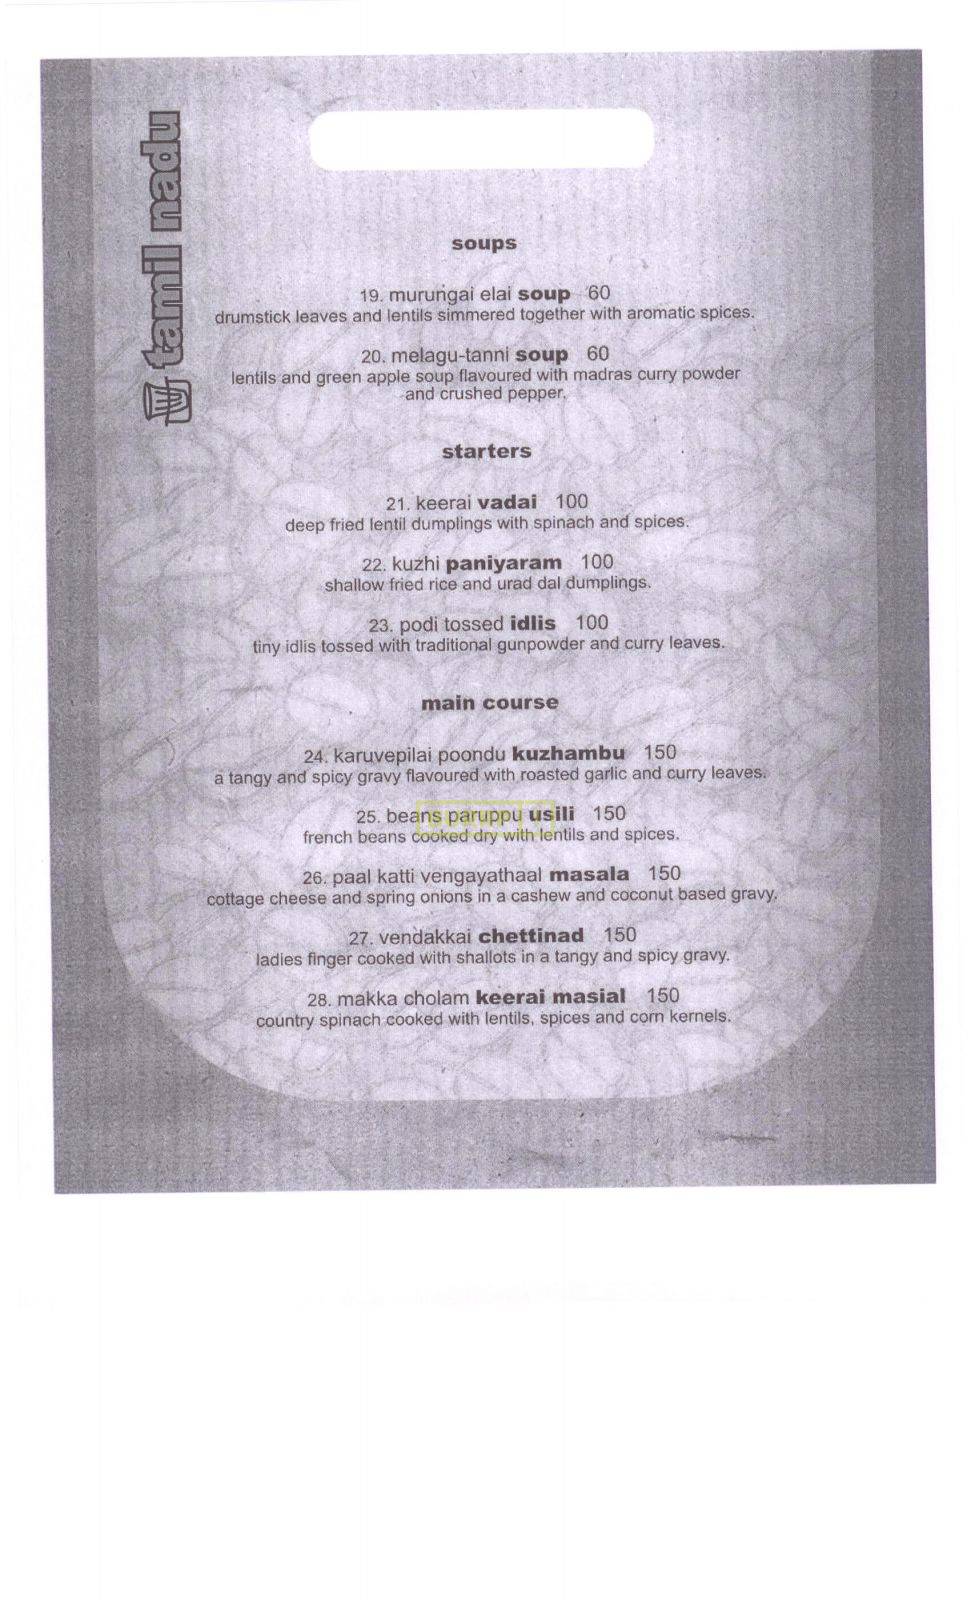 tamil nadu
soups
19. murungai elai soup 60
drumstick leaves and lentils simmered together with aromatic spices.
20. melagu-tanni soup 60
lentils and green apple soup flavoured with madras curry powder
and crushed pepper.
starters
21. keerai vadai 100
deep fried lentil dumplings with spinach and spices.
22. kuzhi paniyaram 100
shallow fried rice and urad dal dumplings.
23. podi tossed idlis 100
tiny idlis tossed with traditional gunpowder and curry leaves.
main course
24. karuvepilai poondu kuzhambu 150
a tangy and spicy gravy flavoured with roasted garlic and curry leaves.
25. beans paruppu usili 150
french beans cooked dry with lentils and spices.
26. paal katti vengayathaal masala 150
cottage cheese and spring onions in a cashew and coconut based gravy.
27. vendakkai chettinad 150
ladies finger cooked with shallots in a tangy and spicy gravy.
28. makka cholam keerai masial 150
country spinach cooked with lentils, spices and corn kernels.